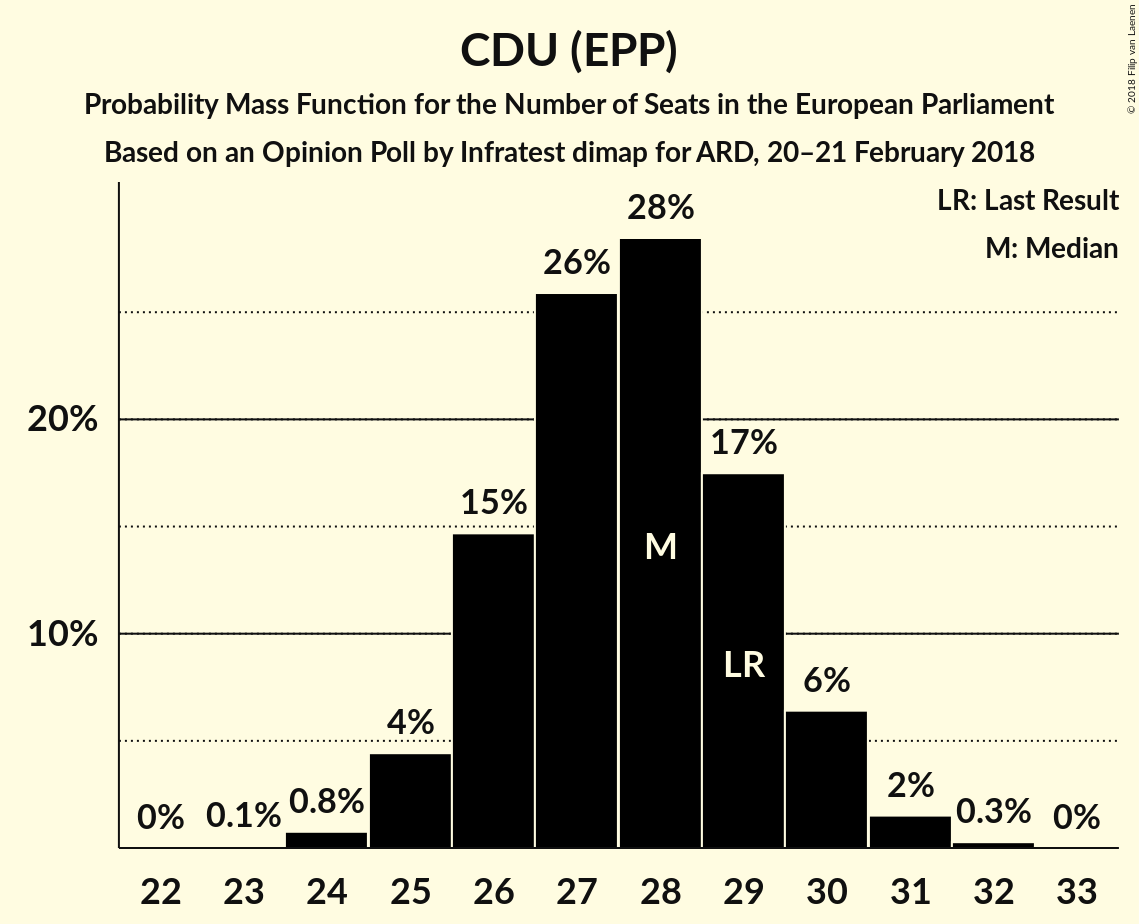 CDU (EPP)
Probability Mass Function for the Number of Seats in the European Parliament
Based on an Opinion Poll by Infratest dimap for ARD, 20–21 February 2018
© 2018 Filip van Laenen
LR: Last Result
M: Median
28%
26%
20%
17%
15%
M
10%
LR
6%
4%
2%
0.8%
0.3%
0%
0.1%
0%
22 23 24 25 26 27 28 29 30 31 32 33